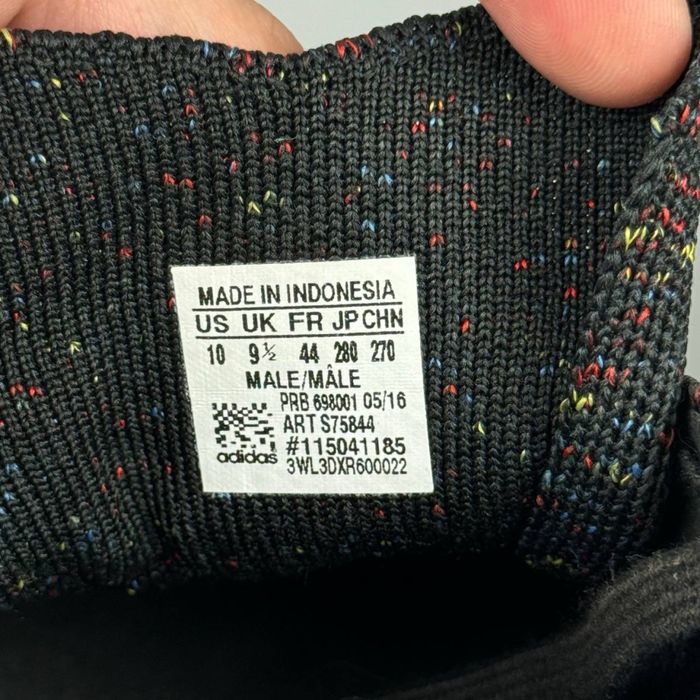 MADE IN INDONESIA
US UK FR JP CHN
10 9½ 44 280 270
MALE/MÂLE
PRB 698001 05/16
ART S75844
#115041185
adidas 3WL3DXR600022